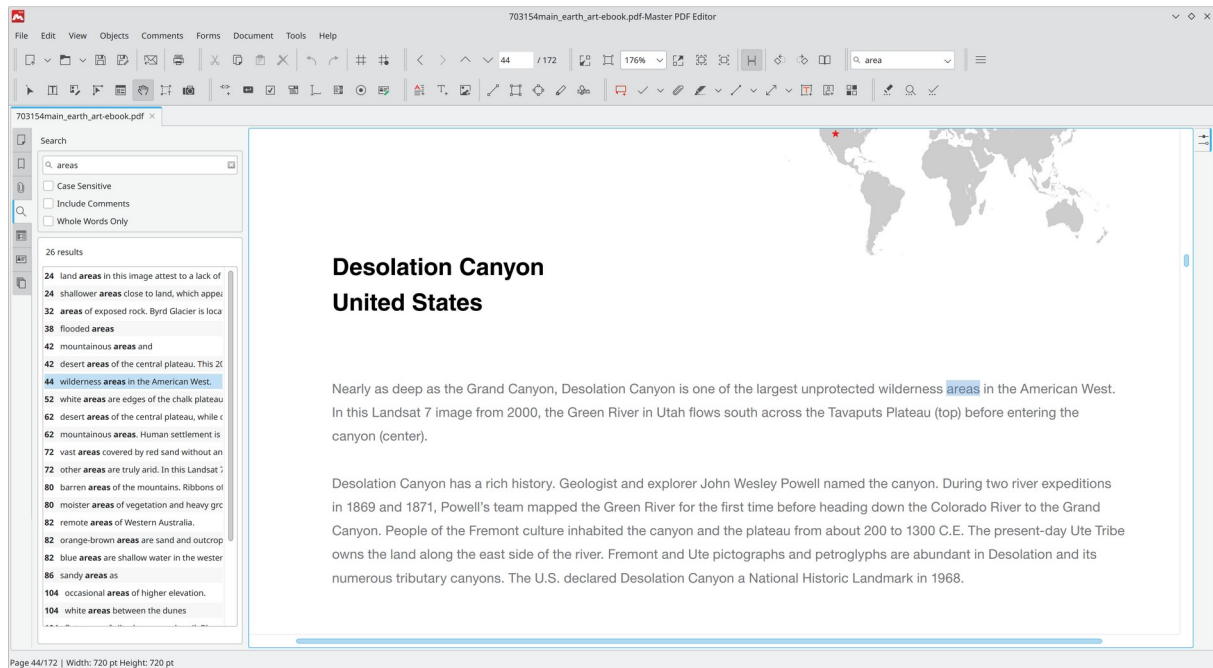 703154main_earth_art-ebook.pdf-Master PDF Editor
File Edit View Objects Comments Forms Document Tools Help
44 / 172 176% area
703154main_earth_art-ebook.pdf
Search
areas
Case Sensitive
Include Comments
Whole Words Only
26 results
24 land areas in this image attest to a lack of
24 shallower areas close to land, which appea
32 areas of exposed rock. Byrd Glacier is loca
38 flooded areas
42 mountainous areas and
42 desert areas of the central plateau. This 20
44 wilderness areas in the American West.
52 white areas are edges of the chalk plateau
62 desert areas of the central plateau, while
62 mountainous areas. Human settlement is
72 vast areas covered by red sand without an
72 other areas are truly arid. In this Landsat
80 barren areas of the mountains. Ribbons of
80 moister areas of vegetation and heavy gro
82 remote areas of Western Australia.
82 orange-brown areas are sand and outcrop
82 blue areas are shallow water in the wester
86 sandy areas as
104 occasional areas of higher elevation.
104 white areas between the dunes
Desolation Canyon
United States
Nearly as deep as the Grand Canyon, Desolation Canyon is one of the largest unprotected wilderness areas in the American West.
In this Landsat 7 image from 2000, the Green River in Utah flows south across the Tavaputs Plateau (top) before entering the
canyon (center).
Desolation Canyon has a rich history. Geologist and explorer John Wesley Powell named the canyon. During two river expeditions
in 1869 and 1871, Powell's team mapped the Green River for the first time before heading down the Colorado River to the Grand
Canyon. People of the Fremont culture inhabited the canyon and the plateau from about 200 to 1300 C.E. The present-day Ute Tribe
owns the land along the east side of the river. Fremont and Ute pictographs and petroglyphs are abundant in Desolation and its
numerous tributary canyons. The U.S. declared Desolation Canyon a National Historic Landmark in 1968.
Page 44/172 | Width: 720 pt Height: 720 pt